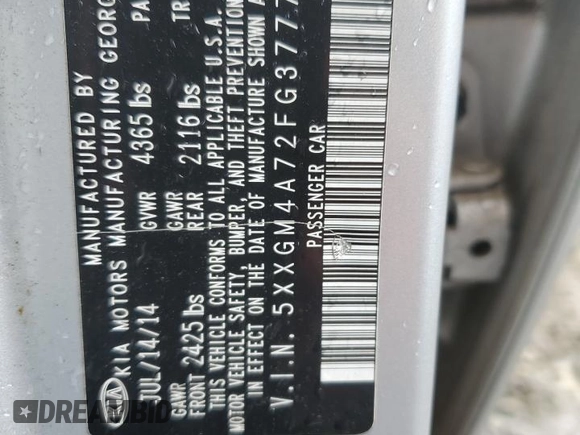 MANUFACTURED BY
KIA MOTORS MANUFACTURING
JUL/14/14 GVWR 4365 lbs
GAWR FRONT 2425 lbs GAWR REAR 2116 lbs
THIS VEHICLE CONFORMS TO ALL APPLICABLE U.S.A.
MOTOR VEHICLE SAFETY, BUMPER, AND THEFT PREVENTION
IN EFFECT ON THE DATE OF MANUFACTURE SHOWN
V.I.N. 5XXGM4A72FG377
PASSENGER CAR
KIA
DREAMBID